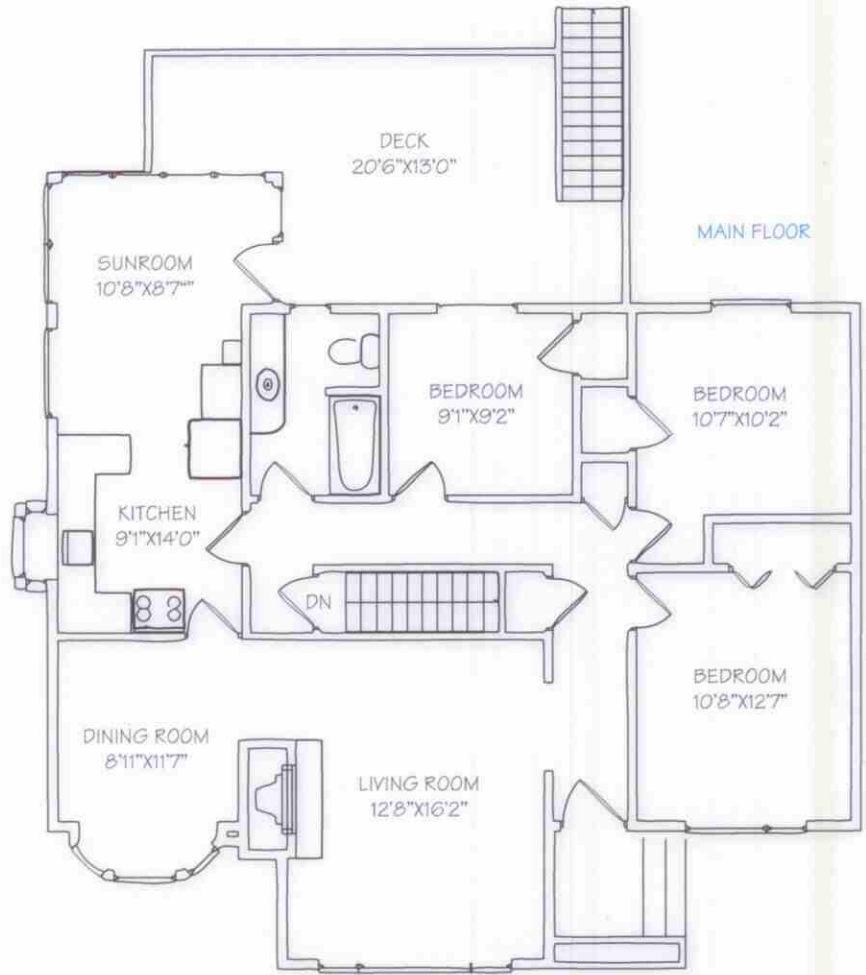 DECK
20'6"X13'0"
MAIN FLOOR
SUNROOM
10'8"X8'7""
BEDROOM
9'1"X9'2"
BEDROOM
10'7"X10'2"
KITCHEN
9'1"X14'0"
DN
BEDROOM
10'8"X12'7"
DINING ROOM
8'11"X11'7"
LIVING ROOM
12'8"X16'2"